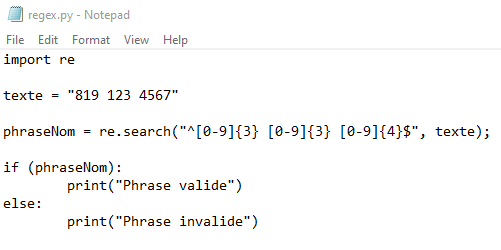 regex.py - Notepad
File Edit Format View Help
import re
texte = "819 123 4567"
phraseNom = re.search("^[0-9]{3} [0-9]{3} [0-9]{4}$", texte);
if (phraseNom):
        print("Phrase valide")
else:
        print("Phrase invalide")